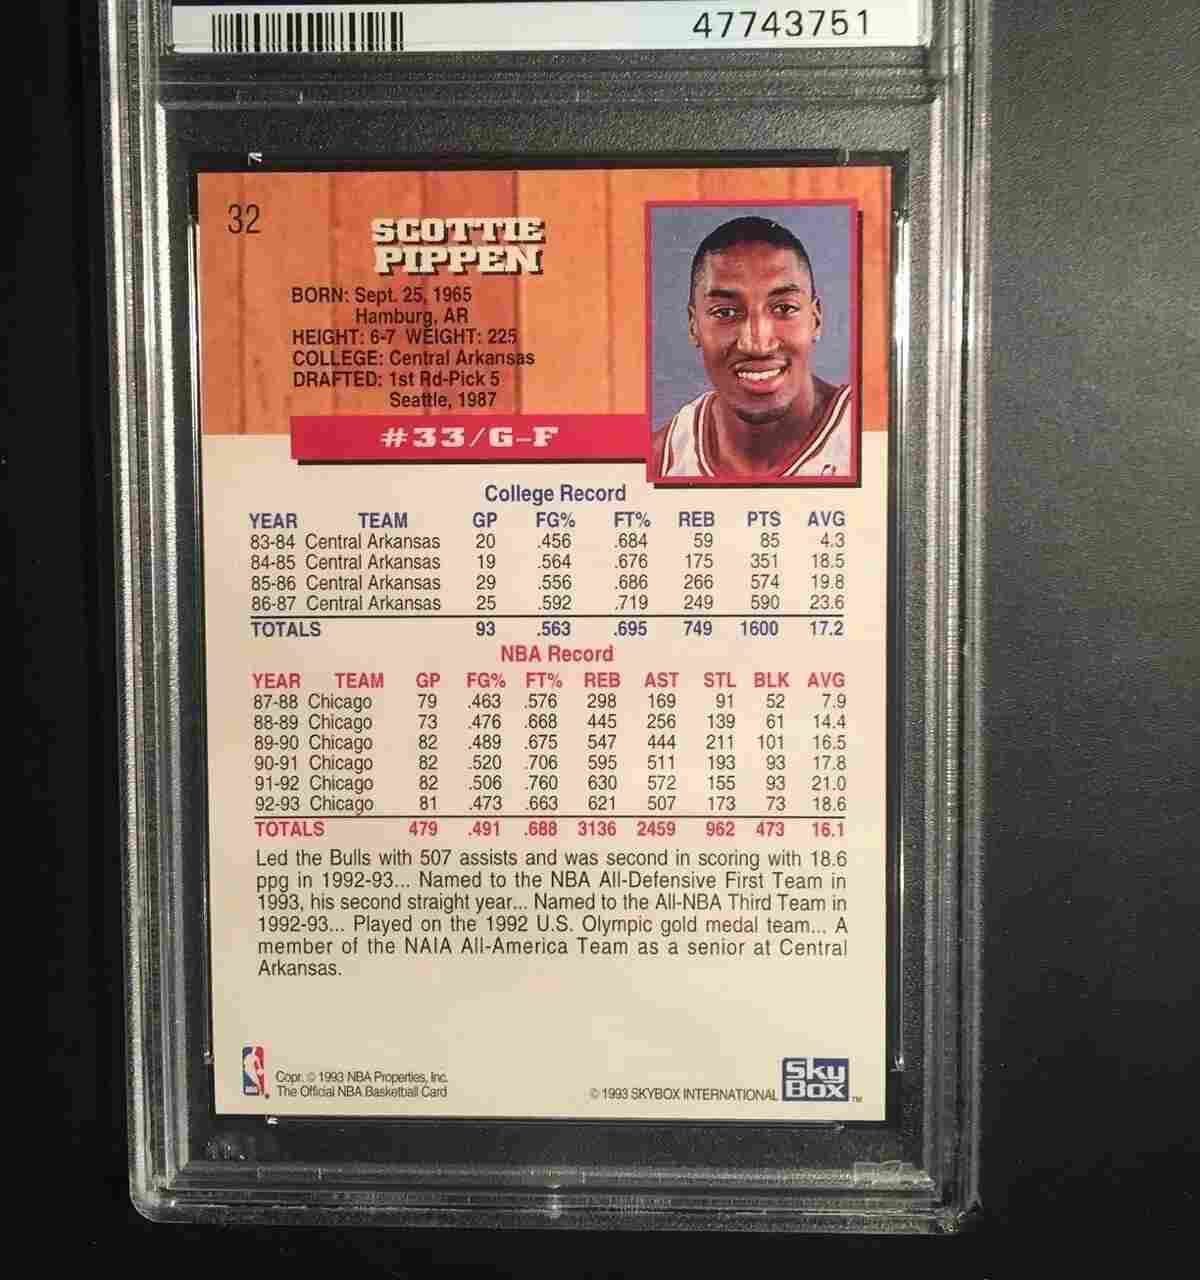 47743751
32
SCOTTIE
PIPPEN
BORN: Sept. 25, 1965
Hamburg, AR
HEIGHT: 6-7 WEIGHT: 225
COLLEGE: Central Arkansas
DRAFTED: 1st Rd-Pick 5
Seattle, 1987
#33/G-F
College Record
YEAR TEAM GP FG% FT% REB PTS AVG
83-84 Central Arkansas 20 .456 .684 59 85 4.3
84-85 Central Arkansas 19 .564 .676 175 351 18.5
85-86 Central Arkansas 29 .556 .686 266 574 19.8
86-87 Central Arkansas 25 .592 .719 249 590 23.6
TOTALS 93 .563 .695 749 1600 17.2
NBA Record
YEAR TEAM GP FG% FT% REB AST STL BLK AVG
87-88 Chicago 79 .463 .576 298 169 91 52 7.9
88-89 Chicago 73 .476 .668 445 256 139 61 14.4
89-90 Chicago 82 .489 .675 547 444 211 101 16.5
90-91 Chicago 82 .520 .706 595 511 193 93 17.8
91-92 Chicago 82 .506 .760 630 572 155 93 21.0
92-93 Chicago 81 .473 .663 621 507 173 73 18.6
TOTALS 479 .491 .688 3136 2459 962 473 16.1
Led the Bulls with 507 assists and was second in scoring with 18.6
ppg in 1992-93... Named to the NBA All-Defensive First Team in
1993, his second straight year... Named to the All-NBA Third Team in
1992-93... Played on the 1992 U.S. Olympic gold medal team... A
member of the NAIA All-America Team as a senior at Central
Arkansas.
Copr. © 1993 NBA Properties, Inc.
The Official NBA Basketball Card
© 1993 SKYBOX INTERNATIONAL
Sky
Box™